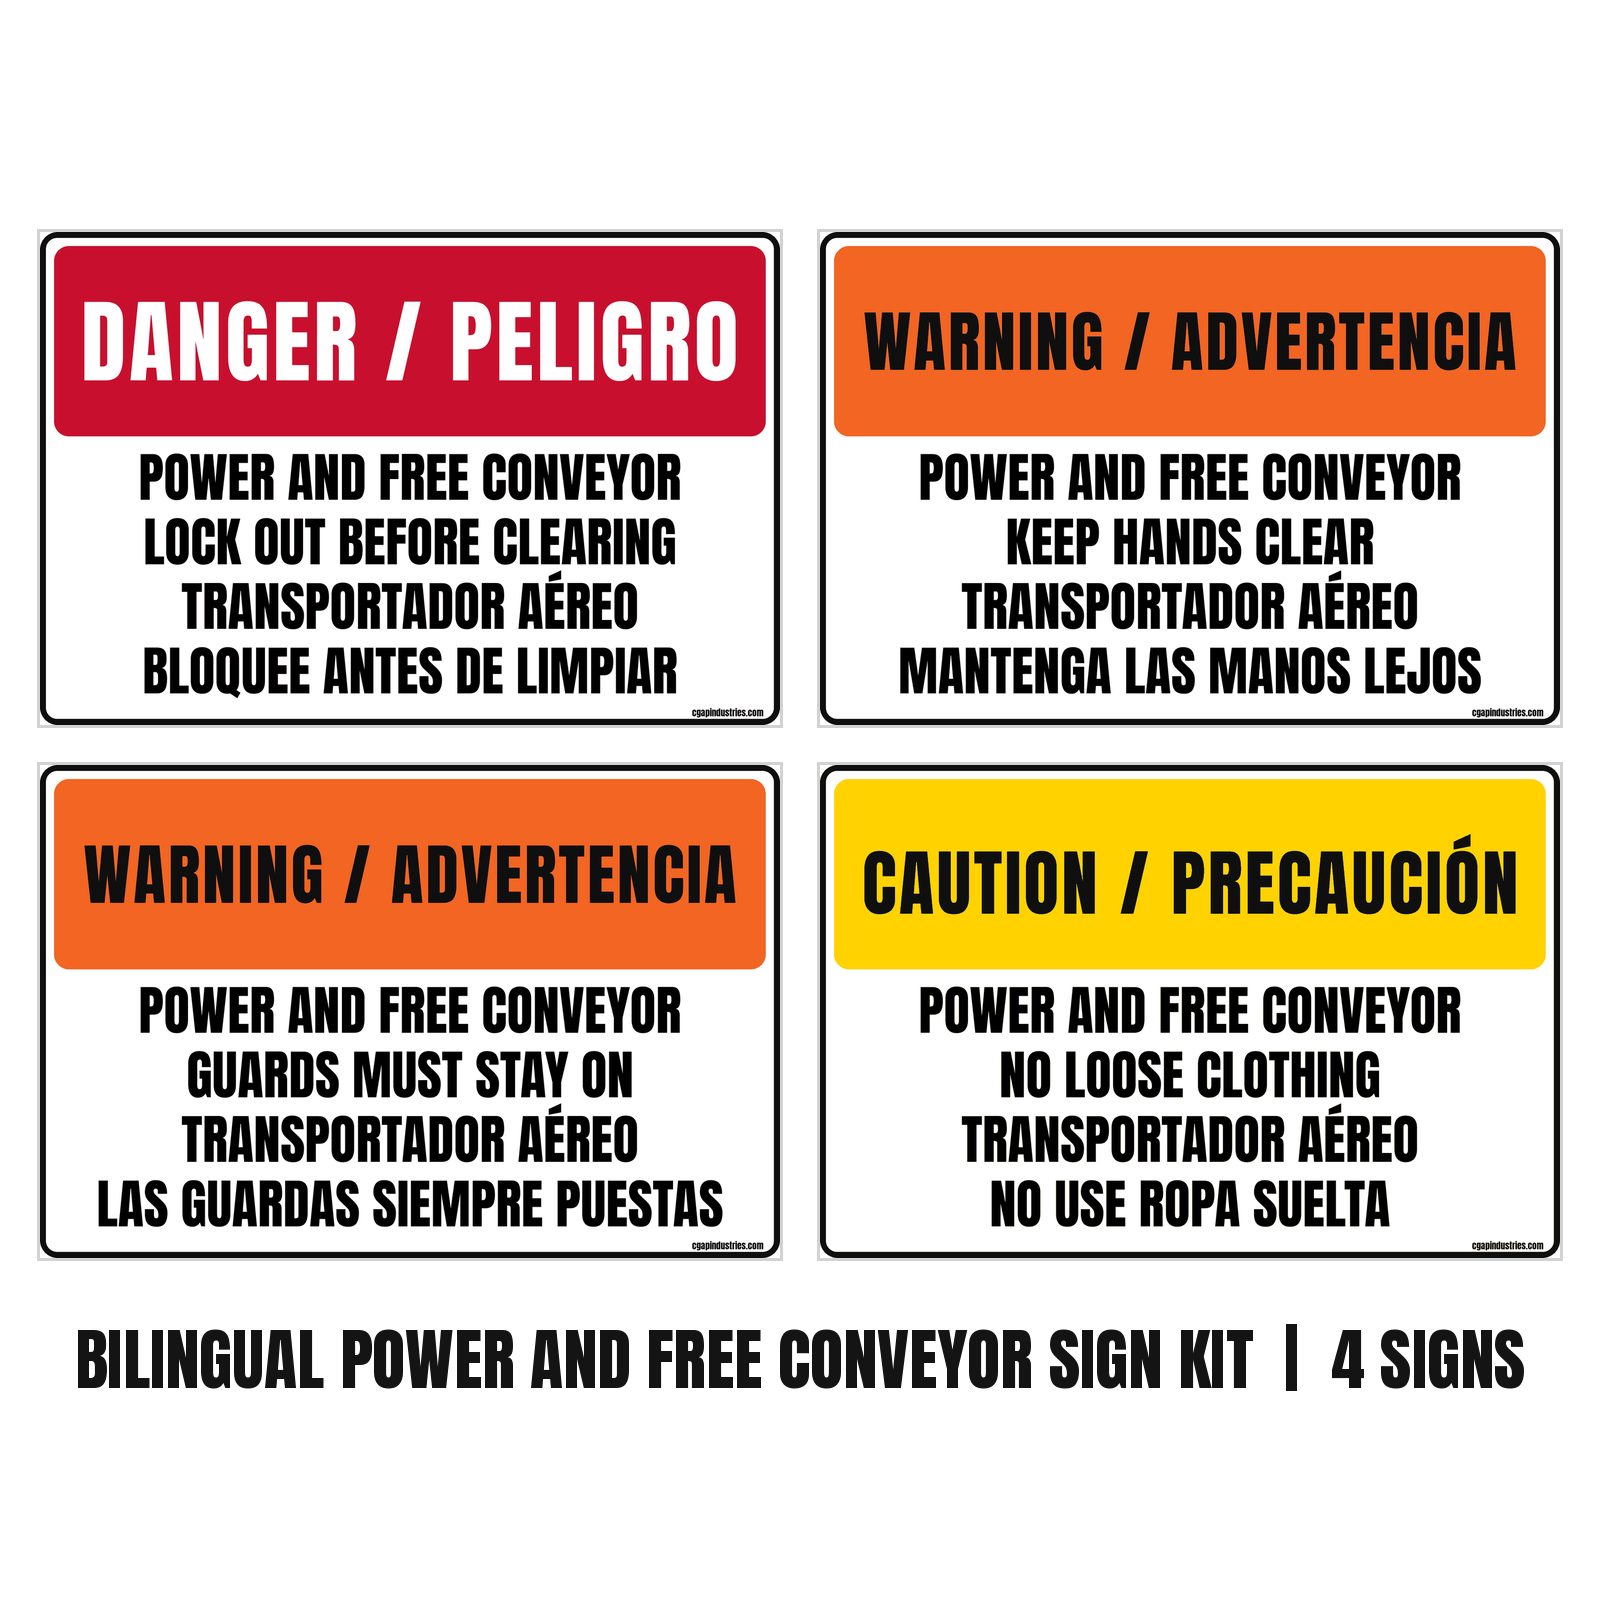 DANGER / PELIGRO
POWER AND FREE CONVEYOR
LOCK OUT BEFORE CLEARING
TRANSPORTADOR AÉREO
BLOQUEE ANTES DE LIMPIAR
cgapindustries.com
WARNING / ADVERTENCIA
POWER AND FREE CONVEYOR
KEEP HANDS CLEAR
TRANSPORTADOR AÉREO
MANTENGA LAS MANOS LEJOS
cgapindustries.com
WARNING / ADVERTENCIA
POWER AND FREE CONVEYOR
GUARDS MUST STAY ON
TRANSPORTADOR AÉREO
LAS GUARDAS SIEMPRE PUESTAS
cgapindustries.com
CAUTION / PRECAUCIÓN
POWER AND FREE CONVEYOR
NO LOOSE CLOTHING
TRANSPORTADOR AÉREO
NO USE ROPA SUELTA
cgapindustries.com
BILINGUAL POWER AND FREE CONVEYOR SIGN KIT | 4 SIGNS